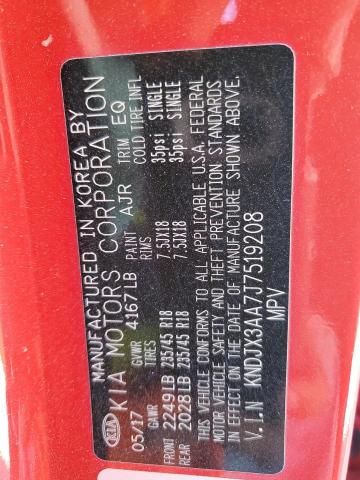 MANUFACTURED IN KOREA BY
KIA KIA MOTORS CORPORATION
05/17 GVWR 4167LB PAINT AJR TRIM EQ
GAWR TIRES RIMS COLD TIRE INFL
FRONT 2249LB 235/45 R18 7.5JX18 35psi SINGLE
REAR 2028LB 235/45 R18 7.5JX18 35psi SINGLE
THIS VEHICLE CONFORMS TO ALL APPLICABLE U.S.A. FEDERAL
MOTOR VEHICLE SAFETY AND THEFT PREVENTION STANDARDS
IN EFFECT ON THE DATE OF MANUFACTURE SHOWN ABOVE.
V.I.N KNDJX3AA7J7519208
MPV